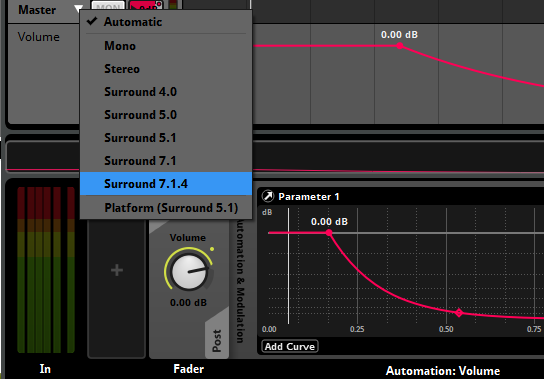 Master
Automatic
Volume
Mono
Stereo
Surround 4.0
Surround 5.0
Surround 5.1
Surround 7.1
Surround 7.1.4
Platform (Surround 5.1)
0.00 dB
Volume
0.00 dB
Post
Automation & Modulation
Parameter 1
dB
0.00 dB
0.00
0.25
0.50
0.75
Add Curve
In
Fader
Automation: Volume